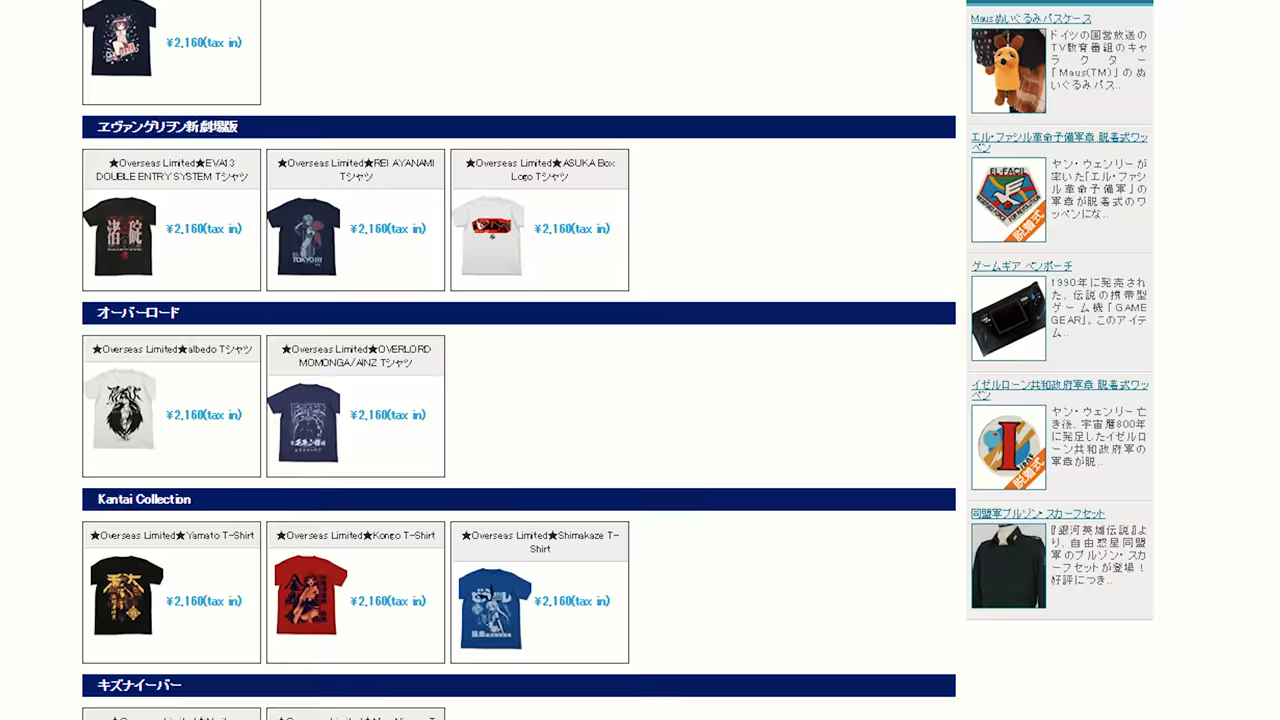 ¥2,160(tax in)
ヱヴァンゲリヲン新劇場版
★Overseas Limited★EVA13
DOUBLE ENTRY SYSTEM Tシャツ
¥2,160(tax in)
★Overseas Limited★REI AYANAMI
Tシャツ
¥2,160(tax in)
★Overseas Limited★ASUKA Box
Logo Tシャツ
¥2,160(tax in)
オーバーロード
★Overseas Limited★albedo Tシャツ
¥2,160(tax in)
★Overseas Limited★OVERLORD
MOMONGA/AINZ Tシャツ
¥2,160(tax in)
Kantai Collection
★Overseas Limited★Yamato T-Shirt
¥2,160(tax in)
★Overseas Limited★Kongo T-Shirt
¥2,160(tax in)
★Overseas Limited★Shimakaze T-
Shirt
¥2,160(tax in)
キズナイーバー
Mausぬいぐるみパスケース
ドイツの国営放送の
TV教育番組のキャ
ラクター
「Maus(TM)」のぬ
いぐるみパス..
エル・ファシル革命予備軍章 脱着式ワッ
ペン
EL-FACIL
脱着式
ヤン・ウェンリーが
率いた「エル・ファシ
ル革命予備軍」の
軍章が脱着式のワ
ッペンにな..
ゲームギア ペンポーチ
1990年に発売され
た、伝説の携帯型
ゲーム機「GAME
GEAR」。このアイテ
ム..
イゼルローン共和政府軍章 脱着式ワッ
ペン
脱着式
ヤン・ウェンリー亡
き後、宇宙暦800年
に発足したイゼルロ
ーン共和政府軍の
軍章が脱..
同盟軍ブルゾン・スカーフセット
『銀河英雄伝説』よ
り、自由惑星同盟
軍のブルゾン・スカ
ーフセットが登場！
好評につき..